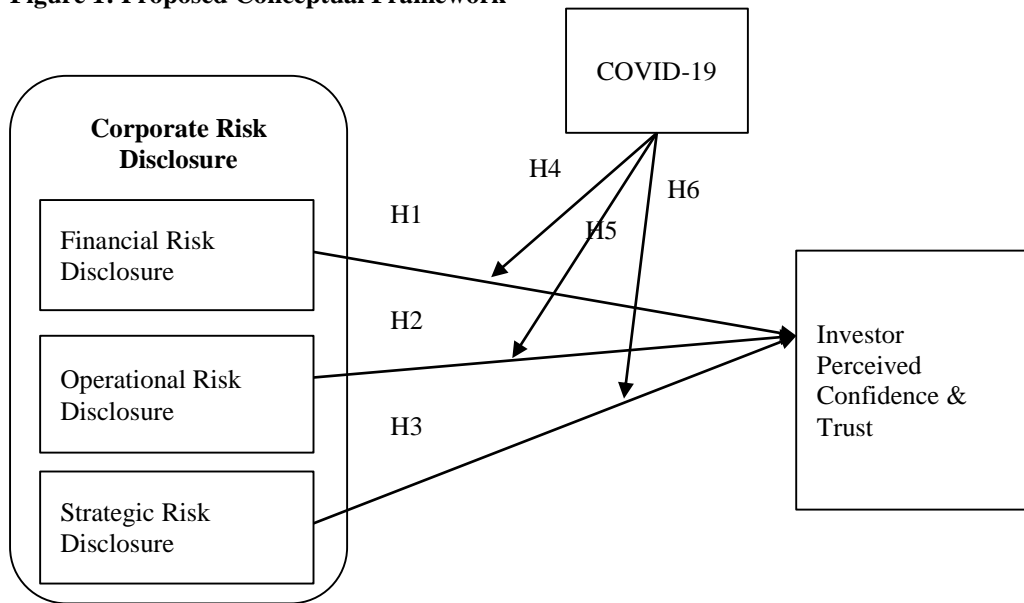 Figure 1: Proposed Conceptual Framework
COVID-19
Corporate Risk
Disclosure
H4
H6
H1
H5
Financial Risk
Disclosure
H2
Investor
Perceived
Confidence &
Trust
Operational Risk
Disclosure
H3
Strategic Risk
Disclosure